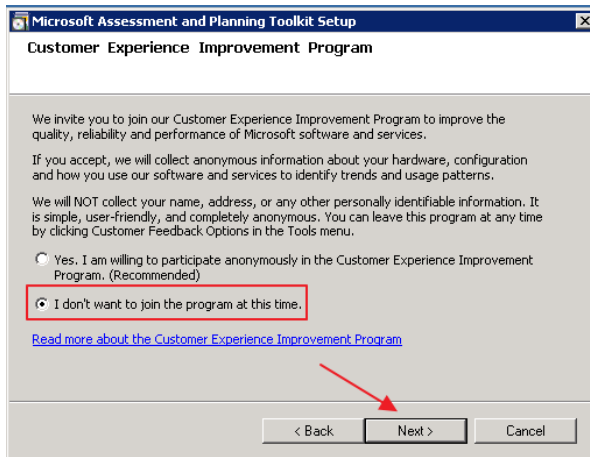 Microsoft Assessment and Planning Toolkit Setup
Customer Experience Improvement Program
We invite you to join our Customer Experience Improvement Program to improve the
quality, reliability and performance of Microsoft software and services.
If you accept, we will collect anonymous information about your hardware, configuration
and how you use our software and services to identify trends and usage patterns.
We will NOT collect your name, address, or any other personally identifiable information. It
is simple, user-friendly, and completely anonymous. You can leave this program at any time
by clicking Customer Feedback Options in the Tools menu.
Yes. I am willing to participate anonymously in the Customer Experience Improvement
Program. (Recommended)
I don't want to join the program at this time.
Read more about the Customer Experience Improvement Program
< Back
Next >
Cancel